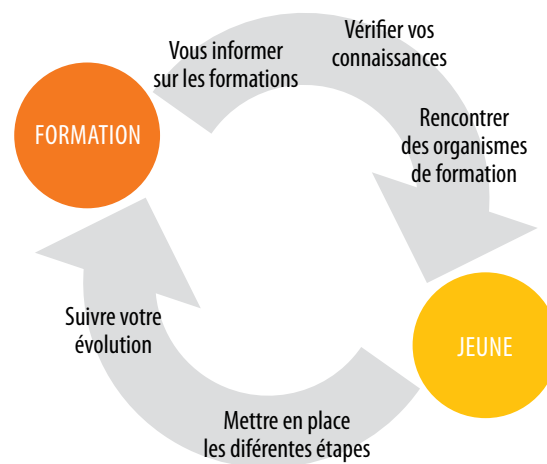 Vous informer
sur les formations
Vérifier vos
connaissances
FORMATION
Rencontrer
des organismes
de formation
Suivre votre
évolution
JEUNE
Mettre en place
les diférentes étapes